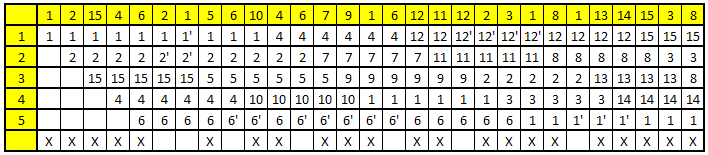 1 2 15 4 6 2 1 5 6 10 4 6 7 9 1 6 12 11 12 2 3 1 8 1 13 14 15 3 8
1 1 1 1 1 1 1 1' 1 1 1 4 4 4 4 4 4 12 12 12' 12' 12' 12' 12 12 12 12 15 15 15
2 2 2 2 2 2' 2' 2 2 2 2 2 7 7 7 7 7 11 11 11 11 11 8 8 8 8 8 3 3
3 15 15 15 15 15 5 5 5 5 5 5 9 9 9 9 9 9 2 2 2 2 2 13 13 13 13 8
4 4 4 4 4 4 4 10 10 10 10 10 1 1 1 1 1 1 3 3 3 3 3 14 14 14 14
5 6 6 6 6 6' 6' 6 6' 6' 6' 6' 6 6 6 6 6 6 1 1 1' 1' 1' 1 1 1
X X X X X X X X X X X X X X X X X X X X X X